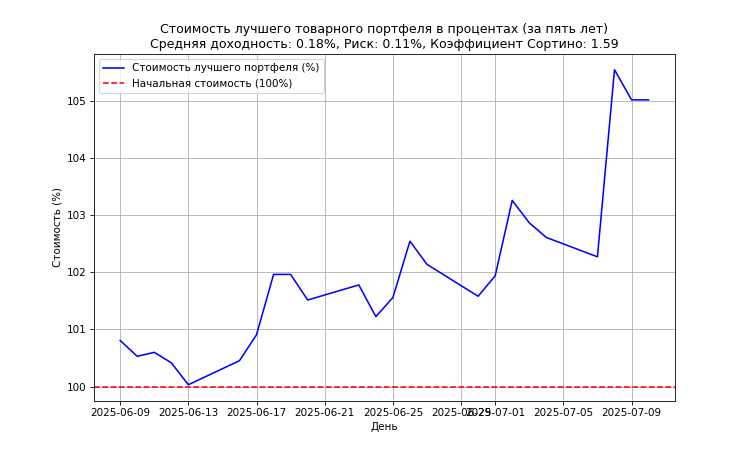 Стоимость лучшего товарного портфеля в процентах (за пять лет)
Средняя доходность: 0.18%, Риск: 0.11%, Коэффициент Сортино: 1.59
Стоимость лучшего портфеля (%)
Начальная стоимость (100%)
Стоимость (%)
105
104
103
102
101
100
2025-06-09 2025-06-13 2025-06-17 2025-06-21 2025-06-25 2025-06-29 2025-07-01 2025-07-05 2025-07-09
День